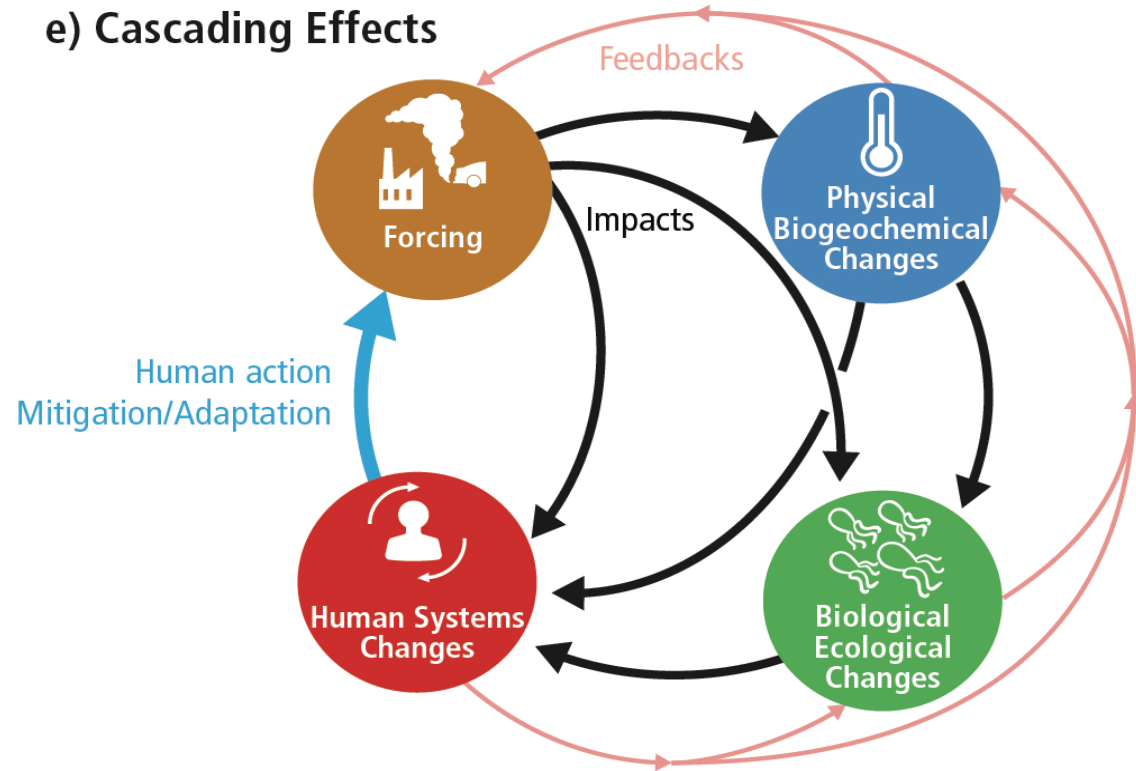 e) Cascading Effects
Feedbacks
Forcing
Impacts
Physical
Biogeochemical
Changes
Human action
Mitigation/Adaptation
Human Systems
Changes
Biological
Ecological
Changes